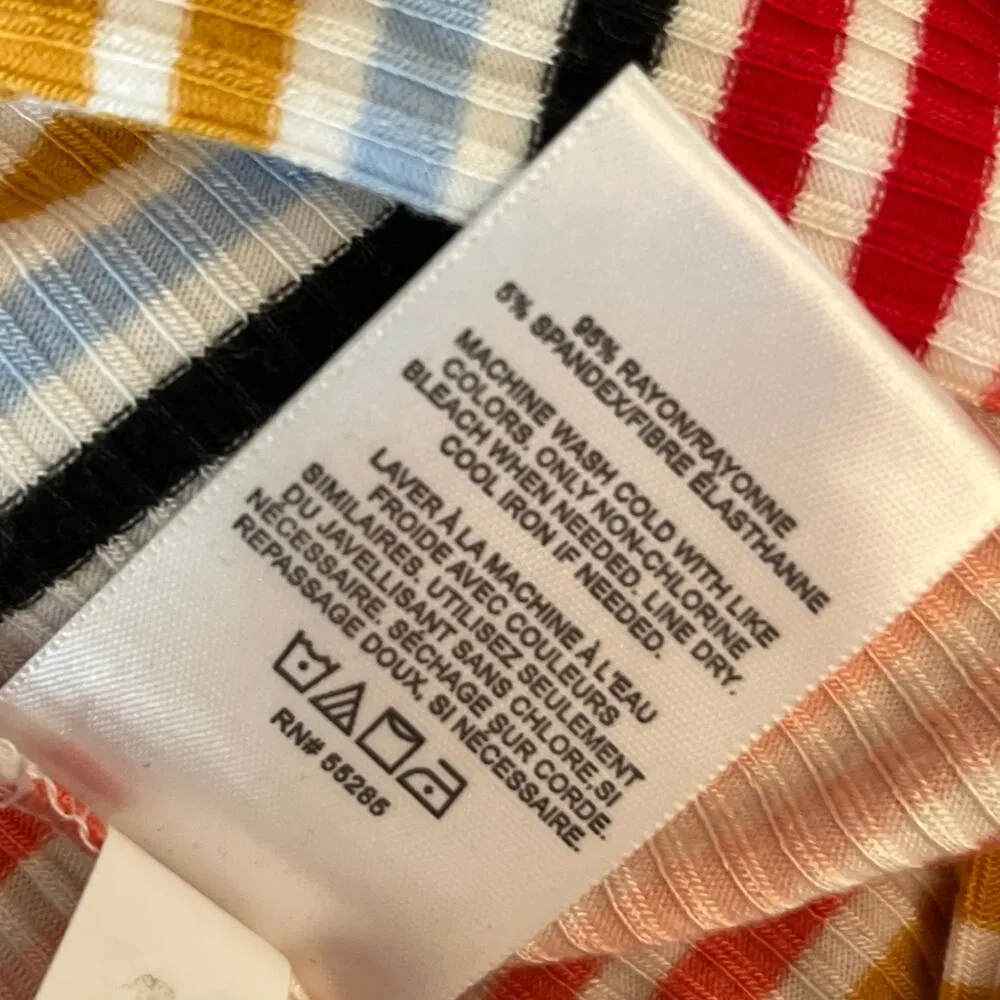 95% RAYON/RAYONNE
5% SPANDEX/FIBRE ÉLASTHANNE
MACHINE WASH COLD WITH LIKE
COLORS. ONLY NON-CHLORINE
BLEACH WHEN NEEDED. LINE DRY.
COOL IRON IF NEEDED.
LAVER À LA MACHINE À L'EAU
FROIDE AVEC COULEURS
SIMILAIRES. UTILISEZ SEULEMENT
DU JAVELLISANT SANS CHLORE, SI
NÉCESSAIRE. SÉCHAGE SUR CORDE.
REPASSAGE DOUX, SI NÉCESSAIRE.
RN# 55285